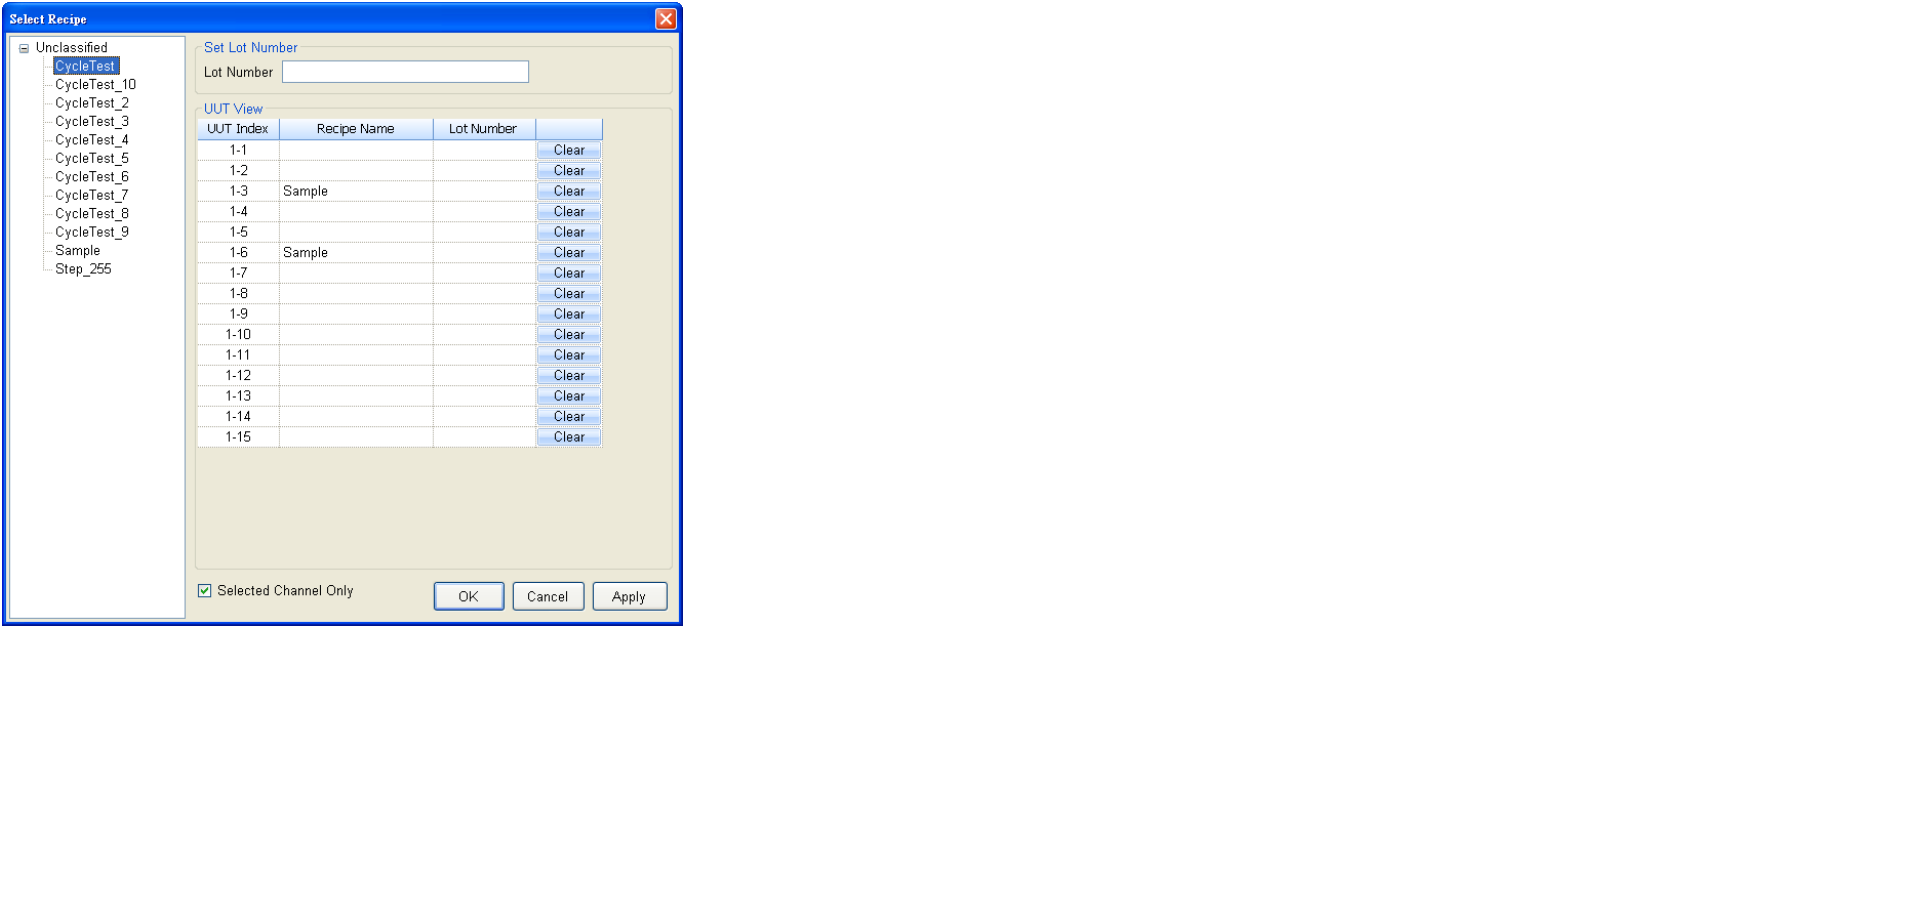 Select Recipe
Unclassified
CycleTest
CycleTest_10
CycleTest_2
CycleTest_3
CycleTest_4
CycleTest_5
CycleTest_6
CycleTest_7
CycleTest_8
CycleTest_9
Sample
Step_255
Set Lot Number
Lot Number
UUT View
UUT Index Recipe Name Lot Number
1-1 Clear
1-2 Clear
1-3 Sample Clear
1-4 Clear
1-5 Clear
1-6 Sample Clear
1-7 Clear
1-8 Clear
1-9 Clear
1-10 Clear
1-11 Clear
1-12 Clear
1-13 Clear
1-14 Clear
1-15 Clear
Selected Channel Only
OK Cancel Apply